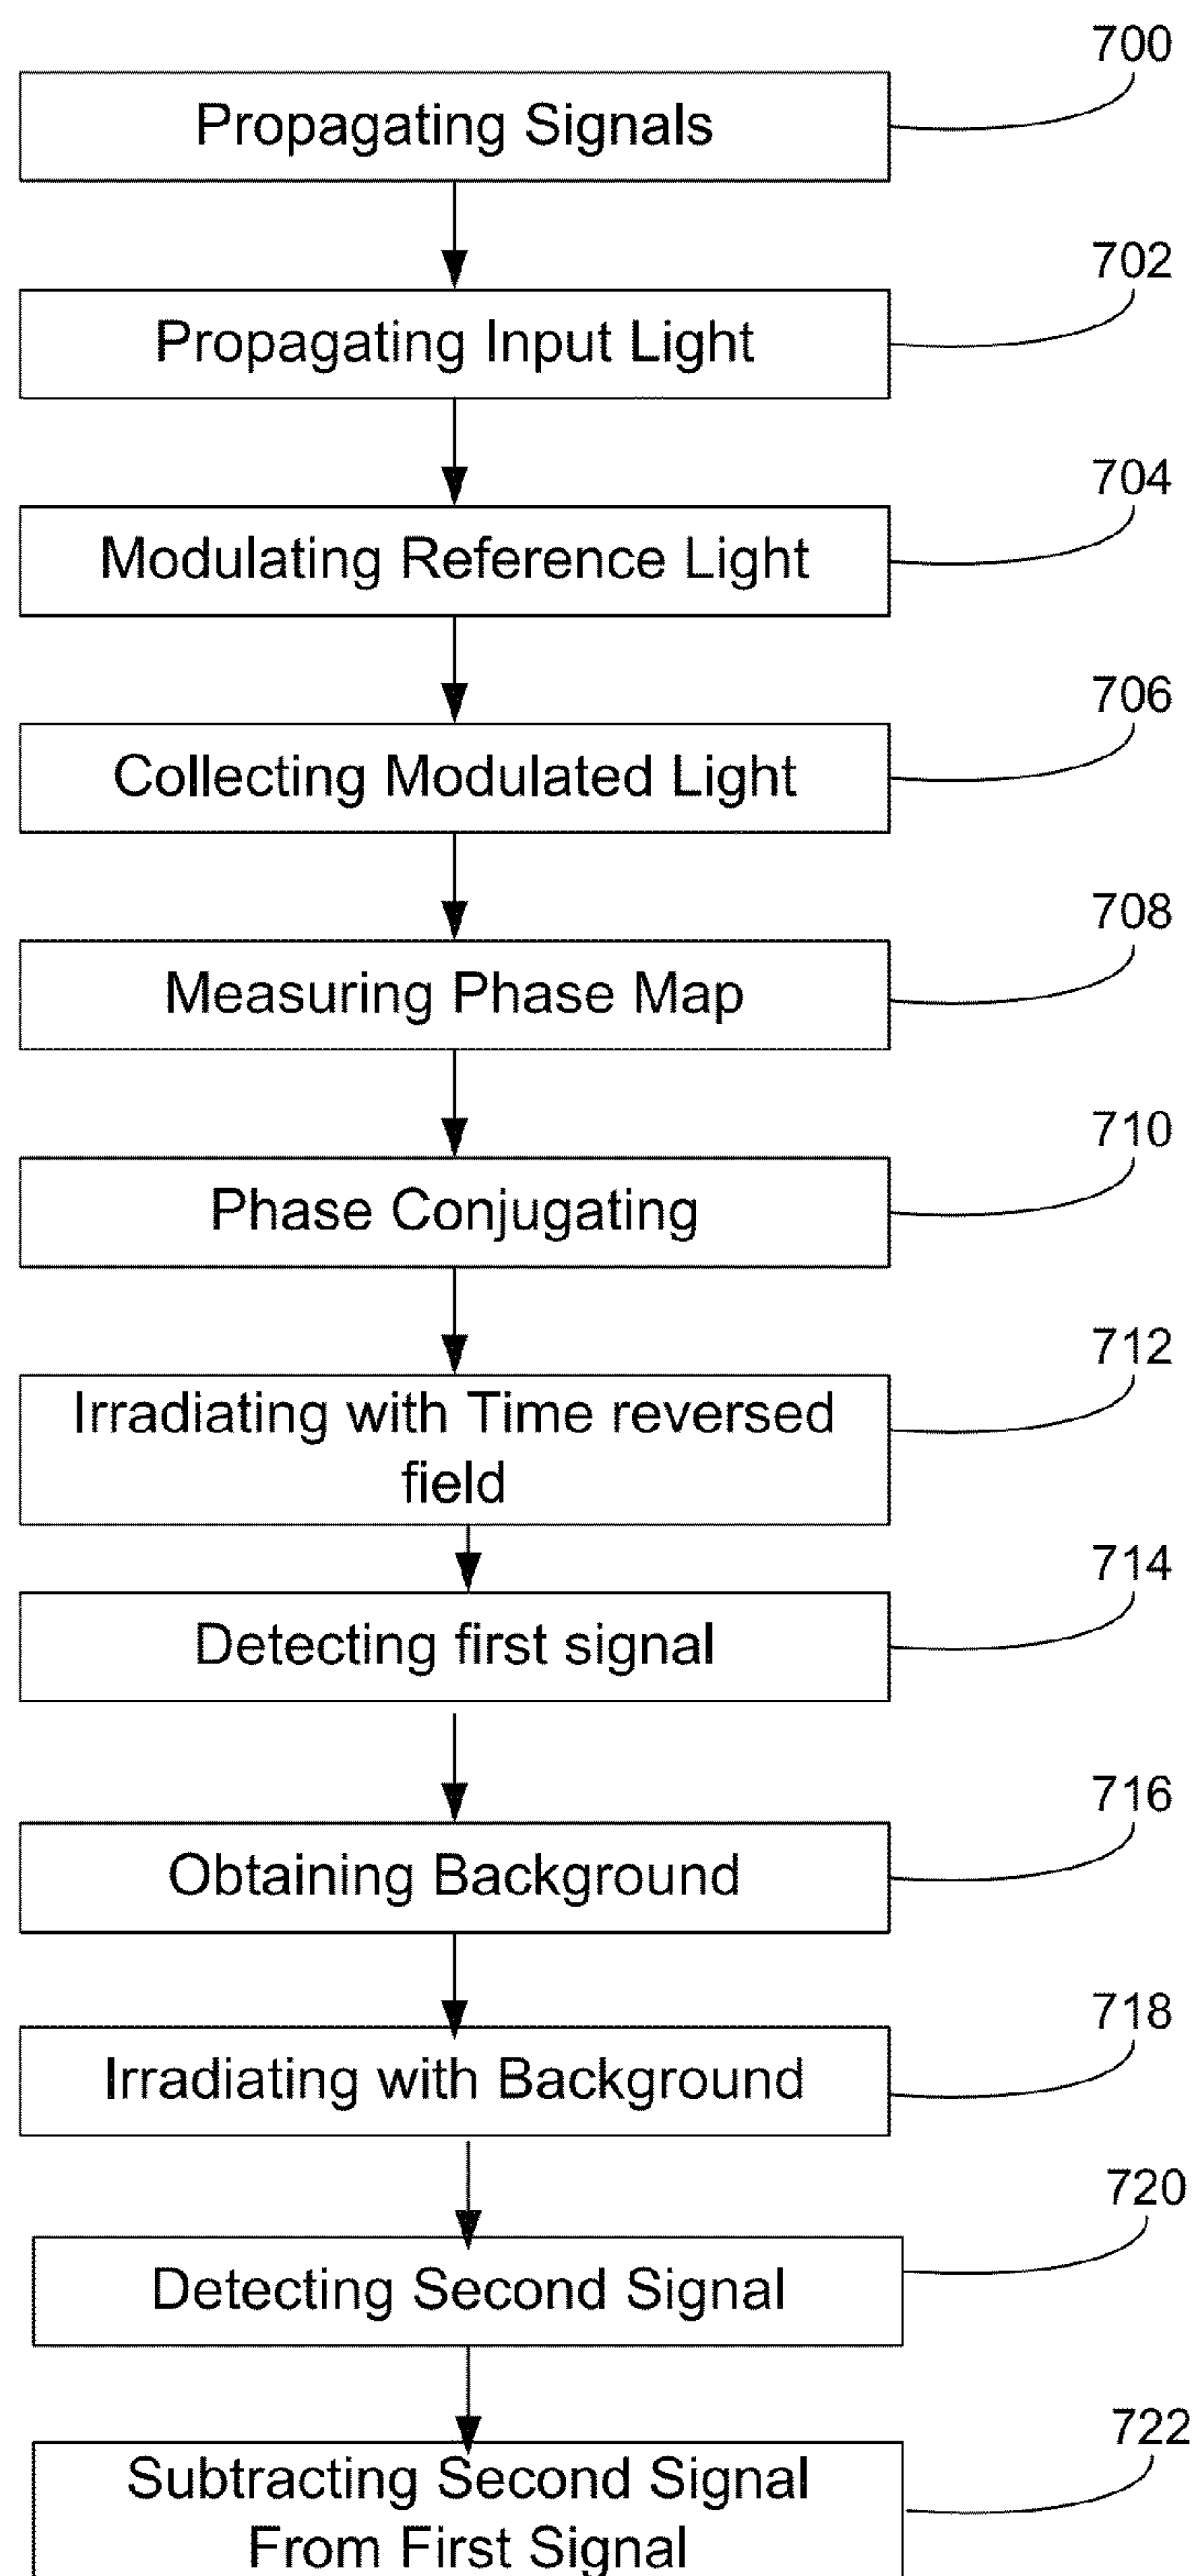 700
Propagating Signals
702
Propagating Input Light
704
Modulating Reference Light
706
Collecting Modulated Light
708
Measuring Phase Map
710
Phase Conjugating
712
Irradiating with Time reversed
field
714
Detecting first signal
716
Obtaining Background
718
Irradiating with Background
720
Detecting Second Signal
722
Subtracting Second Signal
From First Signal